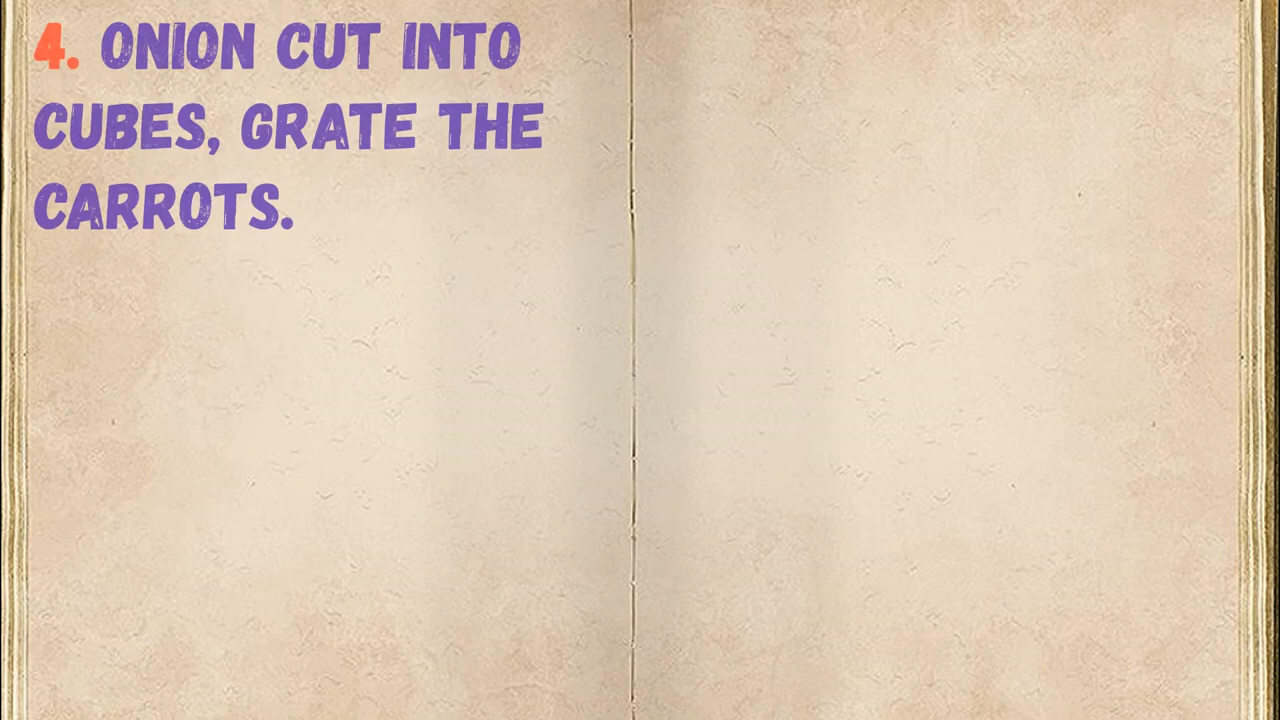 4. ONION CUT INTO
CUBES, GRATE THE
CARROTS.